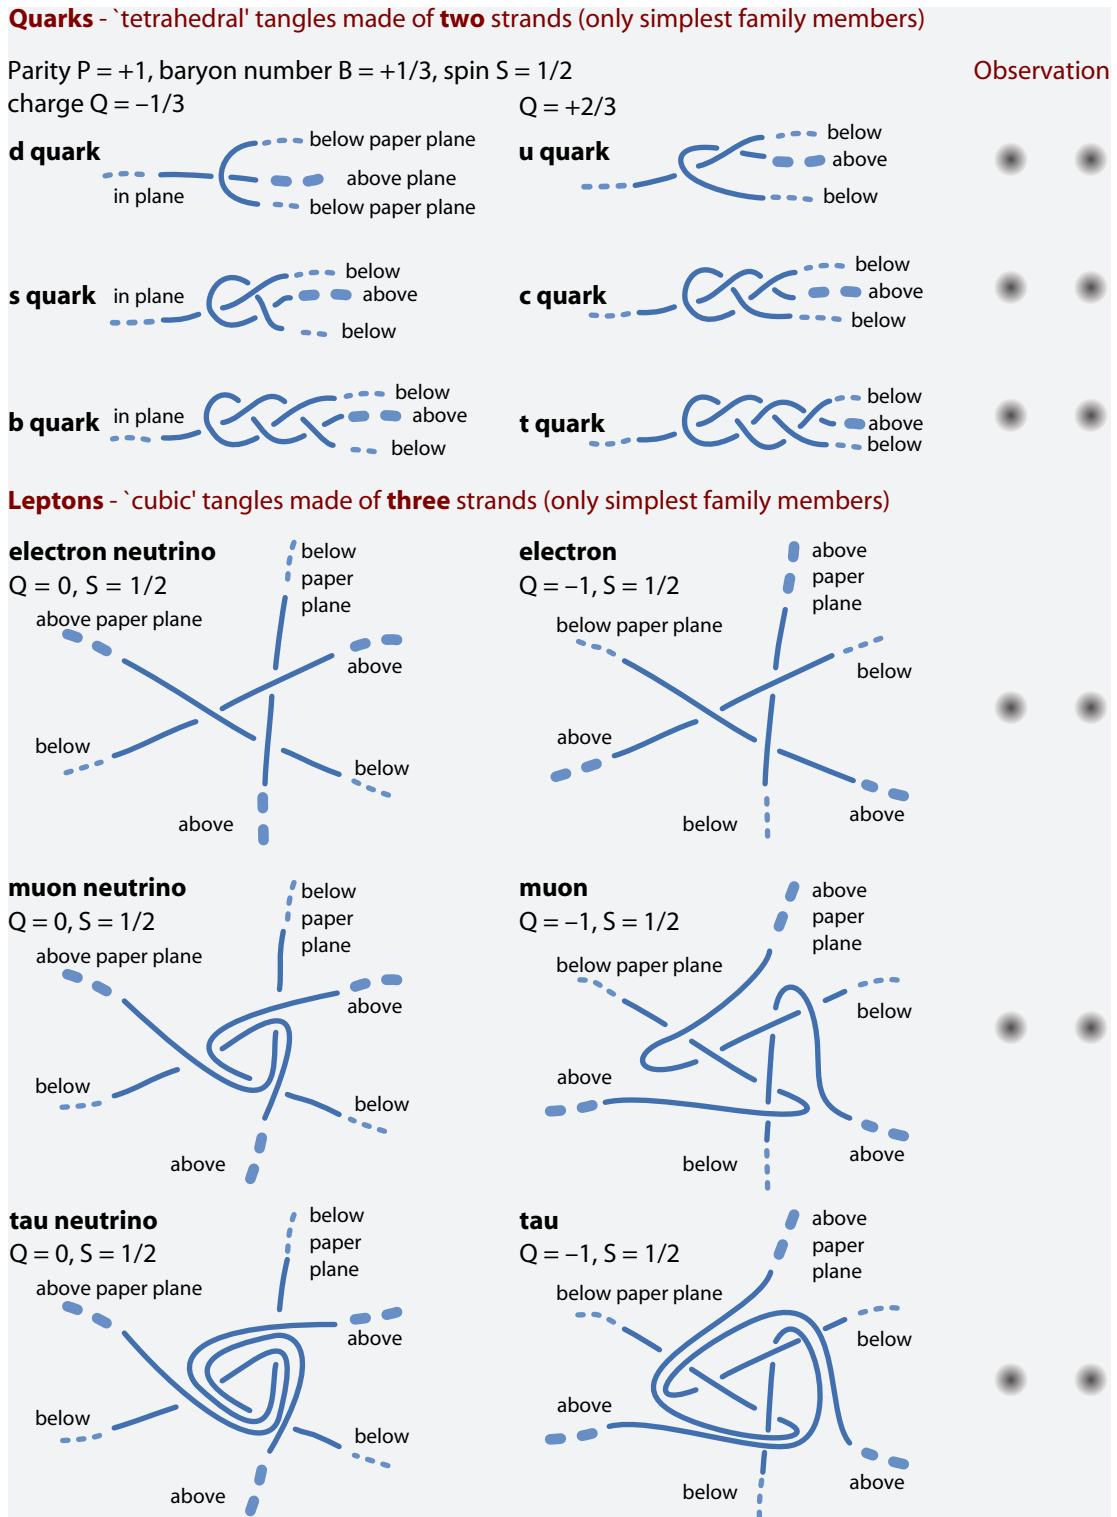 Quarks - `tetrahedral' tangles made of two strands (only simplest family members)
Parity P = +1, baryon number B = +1/3, spin S = 1/2
Observation
charge Q = –1/3
Q = +2/3
d quark
below paper plane
in plane
above plane
below paper plane
u quark
below
above
below
s quark
in plane
below
above
below
c quark
below
above
below
b quark
in plane
below
above
below
t quark
below
above
below
Leptons - `cubic' tangles made of three strands (only simplest family members)
electron neutrino
Q = 0, S = 1/2
below
paper
plane
above paper plane
above
below
below
above
electron
Q = –1, S = 1/2
above
paper
plane
below paper plane
below
above
above
below
muon neutrino
Q = 0, S = 1/2
below
paper
plane
above paper plane
above
below
below
above
muon
Q = –1, S = 1/2
above
paper
plane
below paper plane
below
above
above
below
tau neutrino
Q = 0, S = 1/2
below
paper
plane
above paper plane
above
below
below
above
tau
Q = –1, S = 1/2
above
paper
plane
below paper plane
below
above
above
below